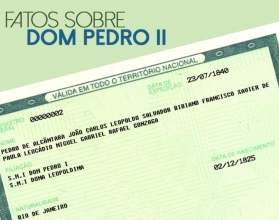 FATOS SOBRE
DOM PEDRO II
VÁLIDA EM TODO O TERRITÓRIO NACIONAL
REGISTRO
GERAL
00000002
DATA DE
EXPEDIÇÃO
23/07/1840
PEDRO DE ALCÂNTARA JOÃO CARLOS LEOPOLDO SALVADOR BIBIANO FRANCISCO XAVIER DE
PAULA LEOCÁDIO MIGUEL GABRIEL RAFAEL GONZAGA
FILIAÇÃO
S.M.I DOM PEDRO I
S.M.I DONA LEOPOLDINA
NATURALIDADE
RIO DE JANEIRO
DATA DE NASCIMENTO
02/12/1825